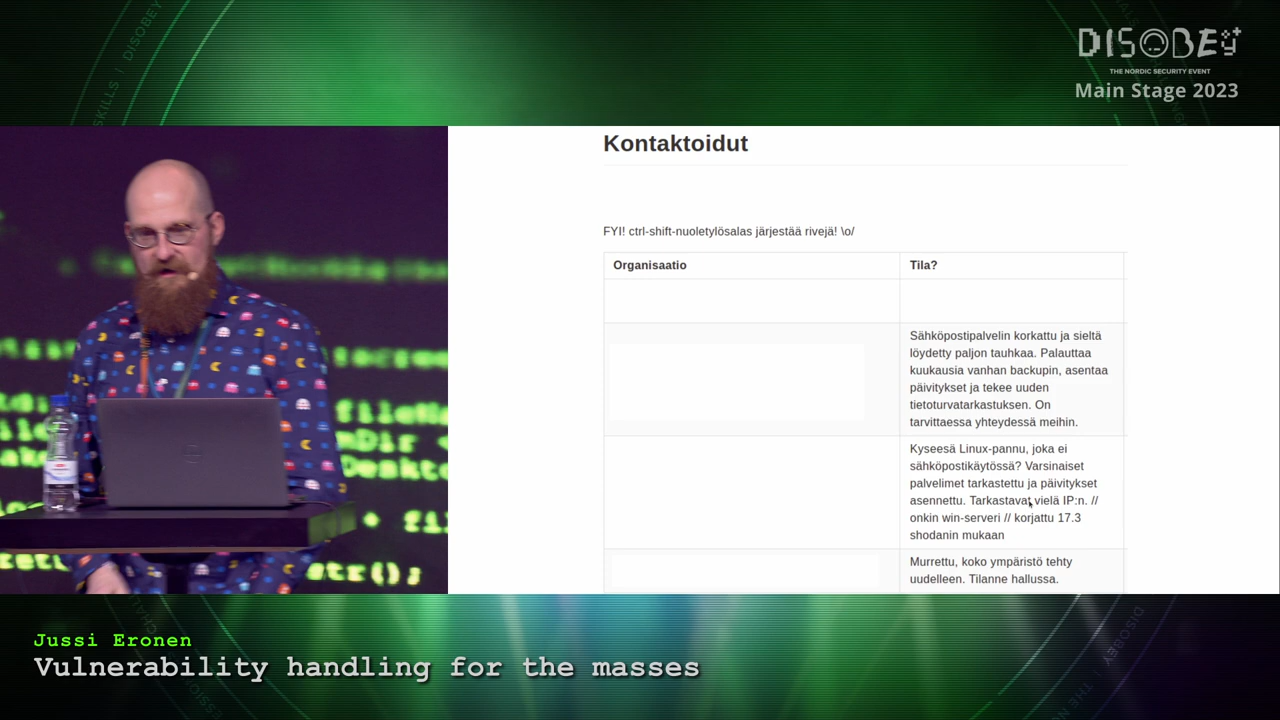 DISOBEY
THE NORDIC SECURITY EVENT
Main Stage 2023
Kontaktoidut
FYI! ctrl-shift-nuoletylösalas järjestää rivejä! \o/
Organisaatio
Tila?
Sähköpostipalvelin korkattu ja sieltä
löydetty paljon tauhkaa. Palauttaa
kuukausia vanhan backupin, asentaa
päivitykset ja tekee uuden
tietoturvatarkastuksen. On
tarvittaessa yhteydessä meihin.
Kyseesä Linux-pannu, joka ei
sähköpostikäytössä? Varsinaiset
palvelimet tarkastettu ja päivitykset
asennettu. Tarkastavat vielä IP:n. //
onkin win-serveri // korjattu 17.3
shodanin mukaan
Murrettu, koko ympäristö tehty
uudelleen. Tilanne hallussa.
Jussi Eronen
Vulnerability handling for the masses